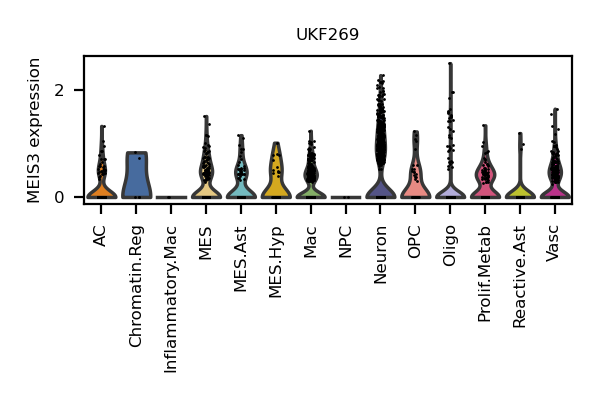 UKF269
MEIS3 expression
2
0
AC
Chromatin.Reg
Inflammatory.Mac
MES
MES.Ast
MES.Hyp
Mac
NPC
Neuron
OPC
Oligo
Prolif.Metab
Reactive.Ast
Vasc